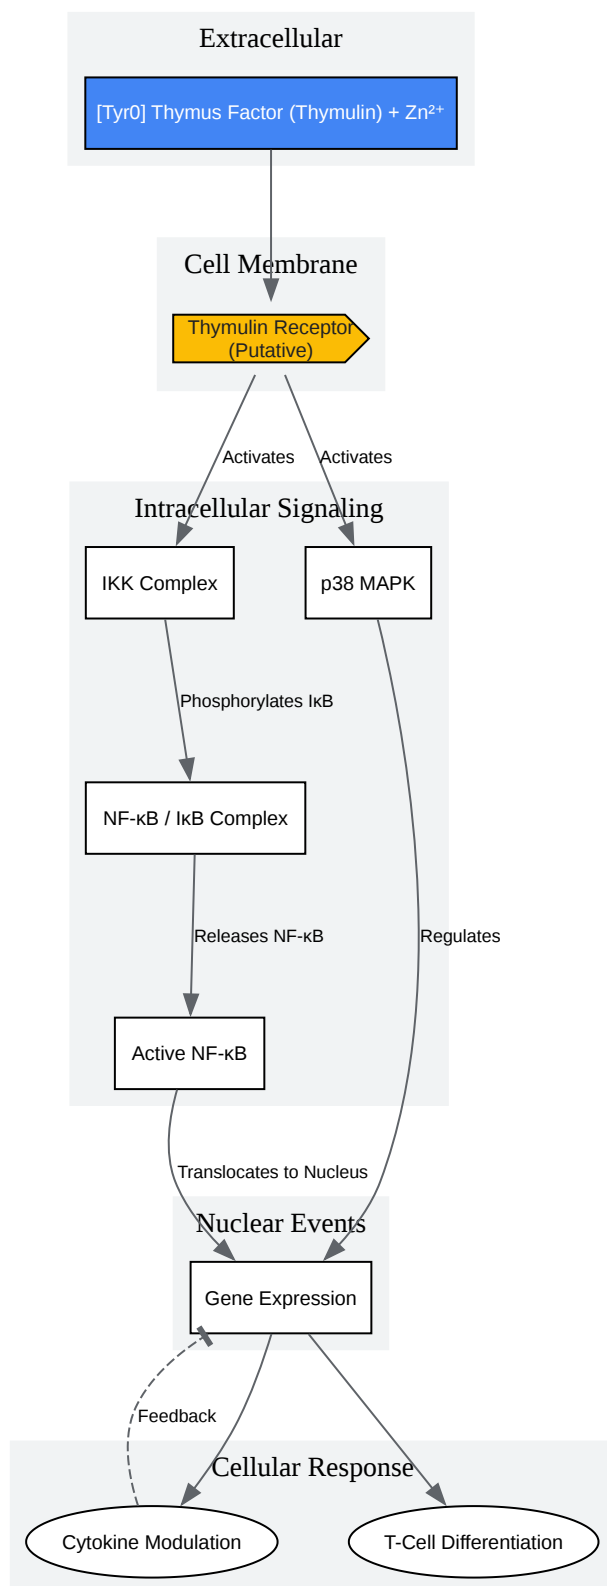 Extracellular
[Tyr0] Thymus Factor (Thymulin) + Zn²⁺
Cell Membrane
Thymulin Receptor
(Putative)
Activates
Activates
Intracellular Signaling
IKK Complex
p38 MAPK
Phosphorylates IκB
NF-κB / IκB Complex
Releases NF-κB
Regulates
Active NF-κB
Translocates to Nucleus
Nuclear Events
Gene Expression
Feedback
Cellular Response
Cytokine Modulation
T-Cell Differentiation